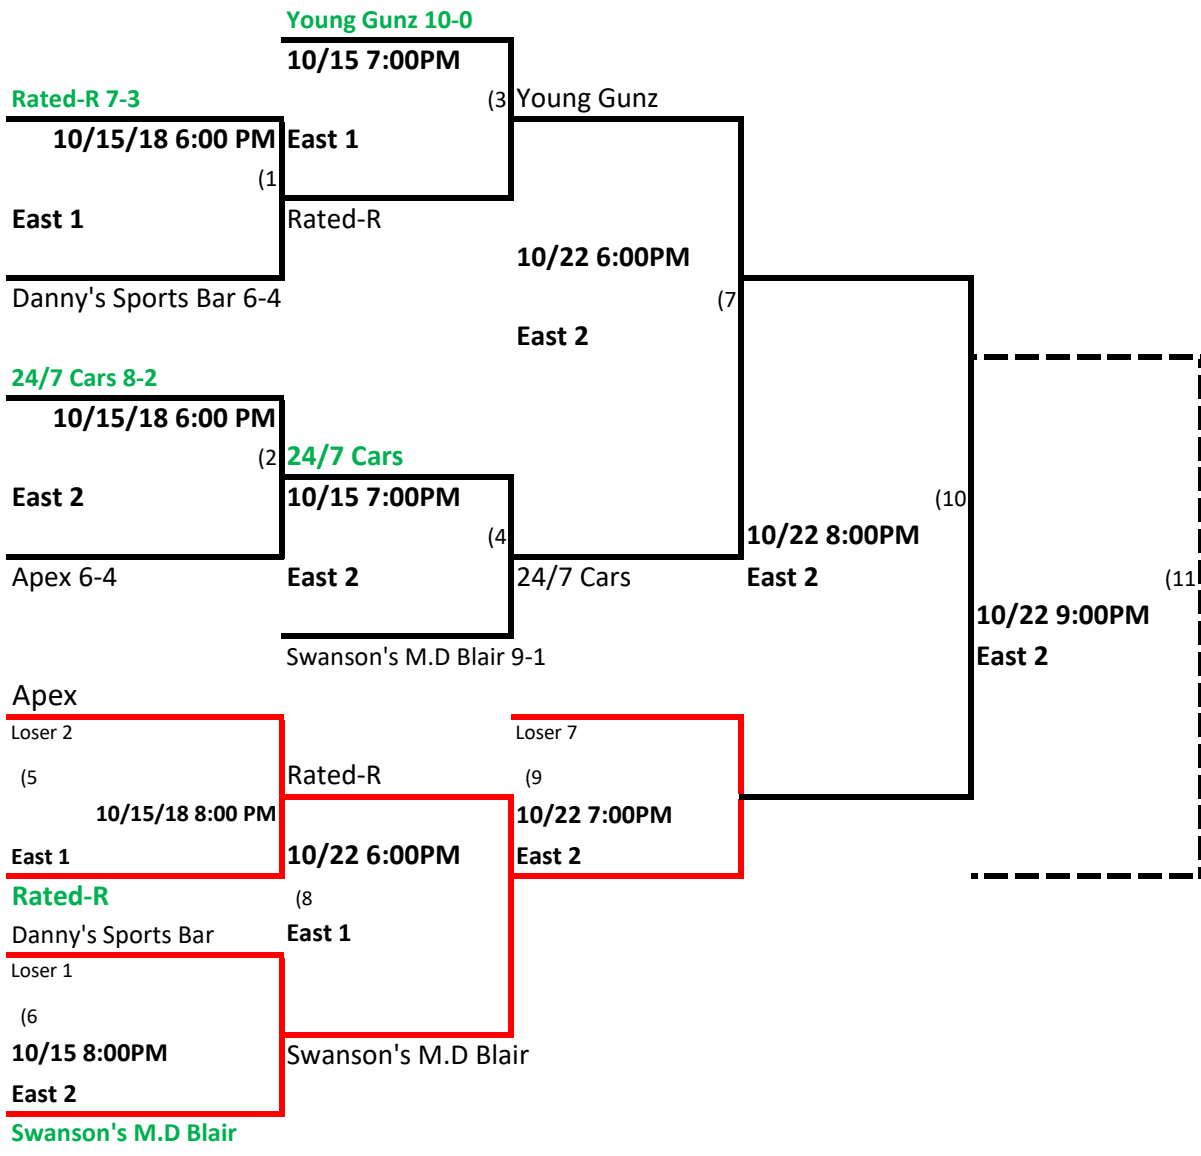 Young Gunz 10-0
10/15 7:00PM
Rated-R 7-3
(3 Young Gunz
10/15/18 6:00 PM East 1
(1
East 1
Rated-R
10/22 6:00PM
Danny's Sports Bar 6-4
(7
East 2
24/7 Cars 8-2
10/15/18 6:00 PM
(2 24/7 Cars
East 2
10/15 7:00PM
(10
(4
10/22 8:00PM
Apex 6-4
East 2
24/7 Cars
East 2
(11
10/22 9:00PM
Swanson's M.D Blair 9-1
East 2
Apex
Loser 2
Loser 7
(5
Rated-R
(9
10/15/18 8:00 PM
10/22 7:00PM
East 1
10/22 6:00PM
East 2
Rated-R
(8
Danny's Sports Bar
East 1
Loser 1
(6
10/15 8:00PM
Swanson's M.D Blair
East 2
Swanson's M.D Blair